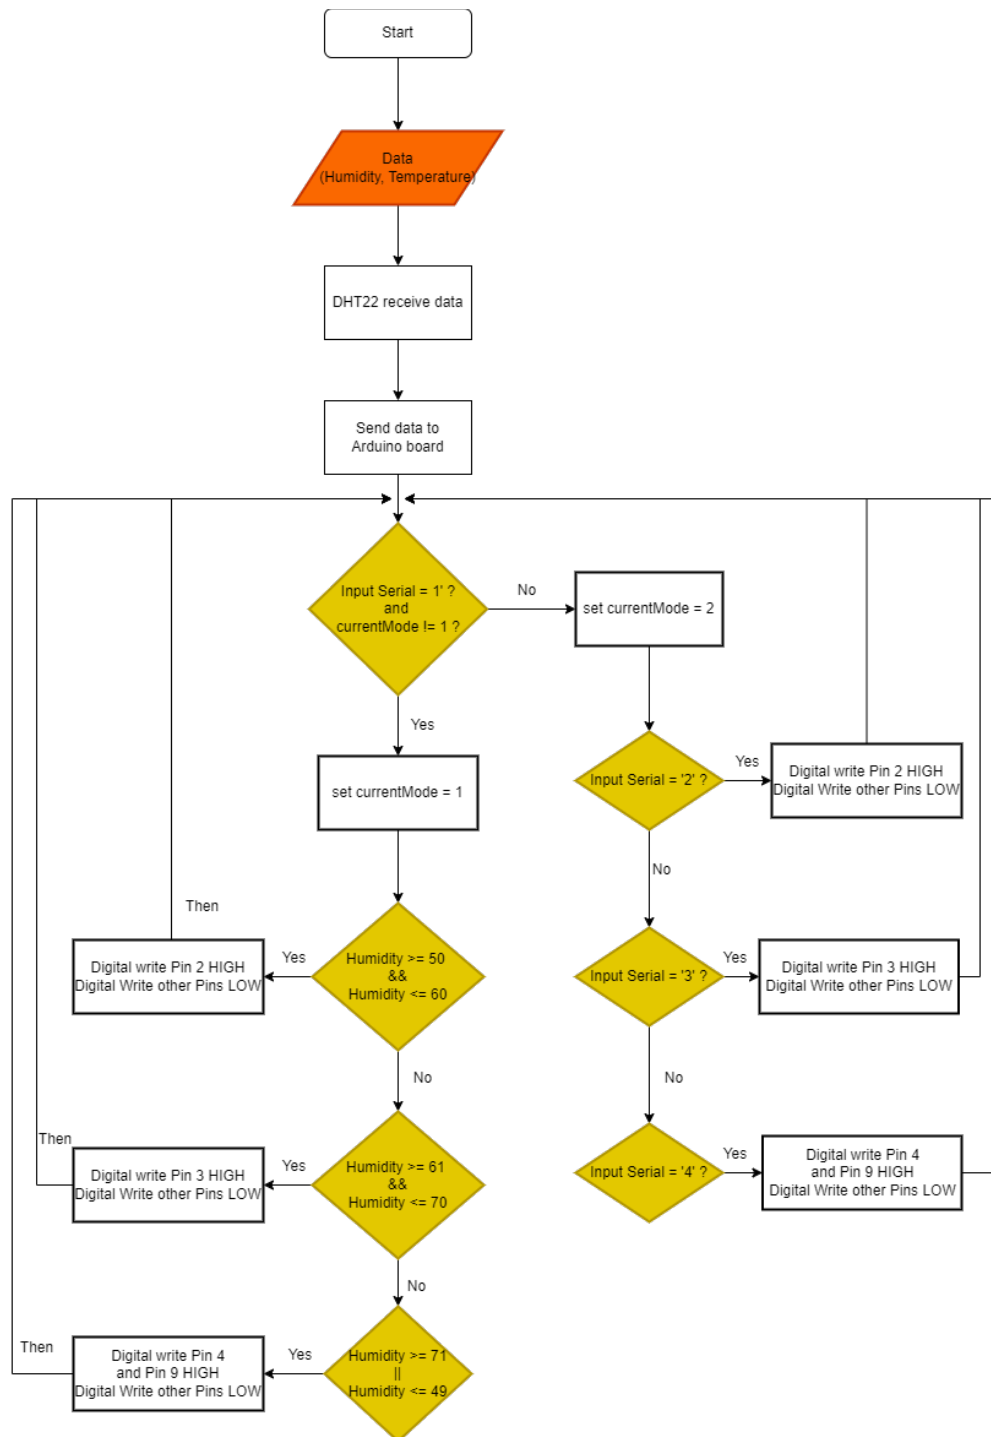 Start
Data
(Humidity, Temperature)
DHT22 receive data
Send data to
Arduino board
Input Serial = 1' ?
and
currentMode != 1 ?
No
set currentMode = 2
Yes
set currentMode = 1
Input Serial = '2' ?
Yes
Digital write Pin 2 HIGH
Digital Write other Pins LOW
No
Then
Humidity >= 50
&&
Humidity <= 60
Yes
Digital write Pin 2 HIGH
Digital Write other Pins LOW
Input Serial = '3' ?
Yes
Digital write Pin 3 HIGH
Digital Write other Pins LOW
No
No
Then
Humidity >= 61
&&
Humidity <= 70
Yes
Digital write Pin 3 HIGH
Digital Write other Pins LOW
Input Serial = '4' ?
Yes
Digital write Pin 4
and Pin 9 HIGH
Digital Write other Pins LOW
No
Then
Humidity >= 71
||
Humidity <= 49
Yes
Digital write Pin 4
and Pin 9 HIGH
Digital Write other Pins LOW